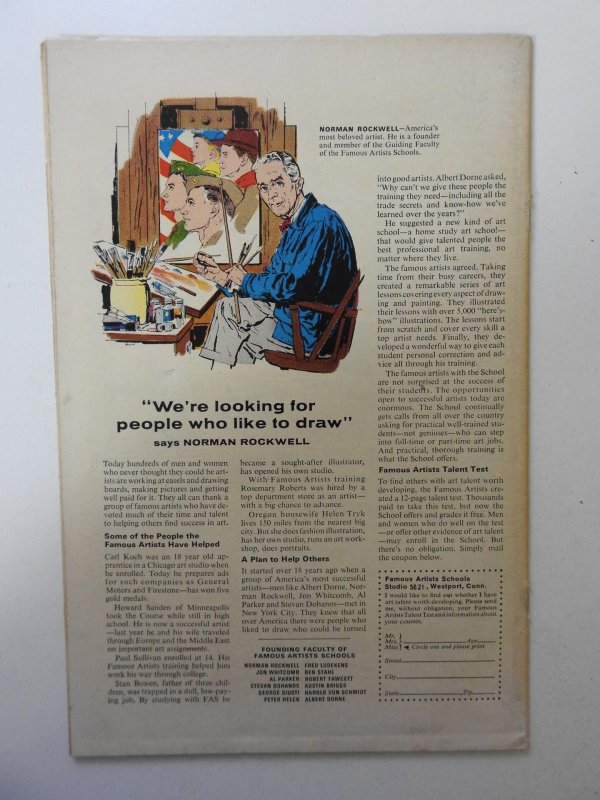 NORMAN ROCKWELL—America's
most beloved artist. He is a founder
and member of the Guiding Faculty
of the Famous Artists Schools.
"We're looking for
people who like to draw"
says NORMAN ROCKWELL
Today hundreds of men and women
who never thought they could be art-
ists are working at easels and drawing
boards, making pictures and getting
well paid for it. They all can thank a
group of famous artists who have de-
voted much of their time and talent
to helping others find success in art.
Some of the People the
Famous Artists Have Helped
Carl Koch was an 18 year old ap-
prentice in a Chicago art studio when
he enrolled. Today he prepares ads
for such companies as General
Motors and Firestone—has won five
gold medals.
Howard Sanden of Minneapolis
took the Course while still in high
school. He is now a successful artist
—last year he and his wife traveled
through Europe and the Middle East
on important art assignments.
Paul Sullivan enrolled at 14. His
Famous Artists training helped him
work his way through college.
Stan Bowen, father of three chil-
dren, was trapped in a dull, low-pay-
ing job. By studying with FAS he
became a sought-after illustrator,
has opened his own studio.
With Famous Artists training
Rosemary Roberts was hired by a
top department store as an artist—
with a big chance to advance.
Oregon housewife Helen Tryk
lives 150 miles from the nearest big
city. But she does fashion illustration,
has her own studio, runs an art work-
shop, does portraits.
A Plan to Help Others
It started over 18 years ago when a
group of America's most successful
artists—men like Albert Dorne, Nor-
man Rockwell, Jon Whitcomb, Al
Parker and Stevan Dohanos—met in
New York City. They knew that all
over America there were people who
liked to draw who could be turned
FOUNDING FACULTY OF
FAMOUS ARTISTS SCHOOLS
NORMAN ROCKWELL FRED LUDEKENS
JON WHITCOMB BEN STAHL
AL PARKER ROBERT FAWCETT
STEVAN DOHANOS AUSTIN BRIGGS
GEORGE GIUSTI HAROLD VON SCHMIDT
PETER HELCK ALBERT DORNE
into good artists. Albert Dorne asked,
"Why can't we give these people the
training they need—including all the
trade secrets and know-how we've
learned over the years?"
He suggested a new kind of art
school—a home study art school—
that would give talented people the
best professional art training, no
matter where they live.
The famous artists agreed. Taking
time from their busy careers, they
created a remarkable series of art
lessons covering every aspect of draw-
ing and painting. They illustrated
their lessons with over 5,000 "here's-
how" illustrations. The lessons start
from scratch and cover every skill a
top artist needs. Finally, they de-
veloped a wonderful way to give each
student personal correction and ad-
vice all through his training.
The famous artists with the School
are not surprised at the success of
their students. The opportunities
open to successful artists today are
enormous. The School continually
gets calls from all over the country
asking for practical well-trained stu-
dents—not geniuses—who can step
into full-time or part-time art jobs.
And practical, thorough training is
what the School offers.
Famous Artists Talent Test
To find others with art talent worth
developing, the Famous Artists cre-
ated a 12-page talent test. Thousands
paid to take this test, but now the
School offers and grades it free. Men
and women who do well on the test
—or offer other evidence of art talent
—may enroll in the School. But
there's no obligation. Simply mail
the coupon below.
Famous Artists Schools
Studio 5621, Westport, Conn.
I would like to find out whether I have
art talent worth developing. Please send
me, without obligation, your Famous
Artists Talent Test and information about
your courses.
Mr.
Mrs. Age
Miss Circle one and please print
Street
City
State Zip